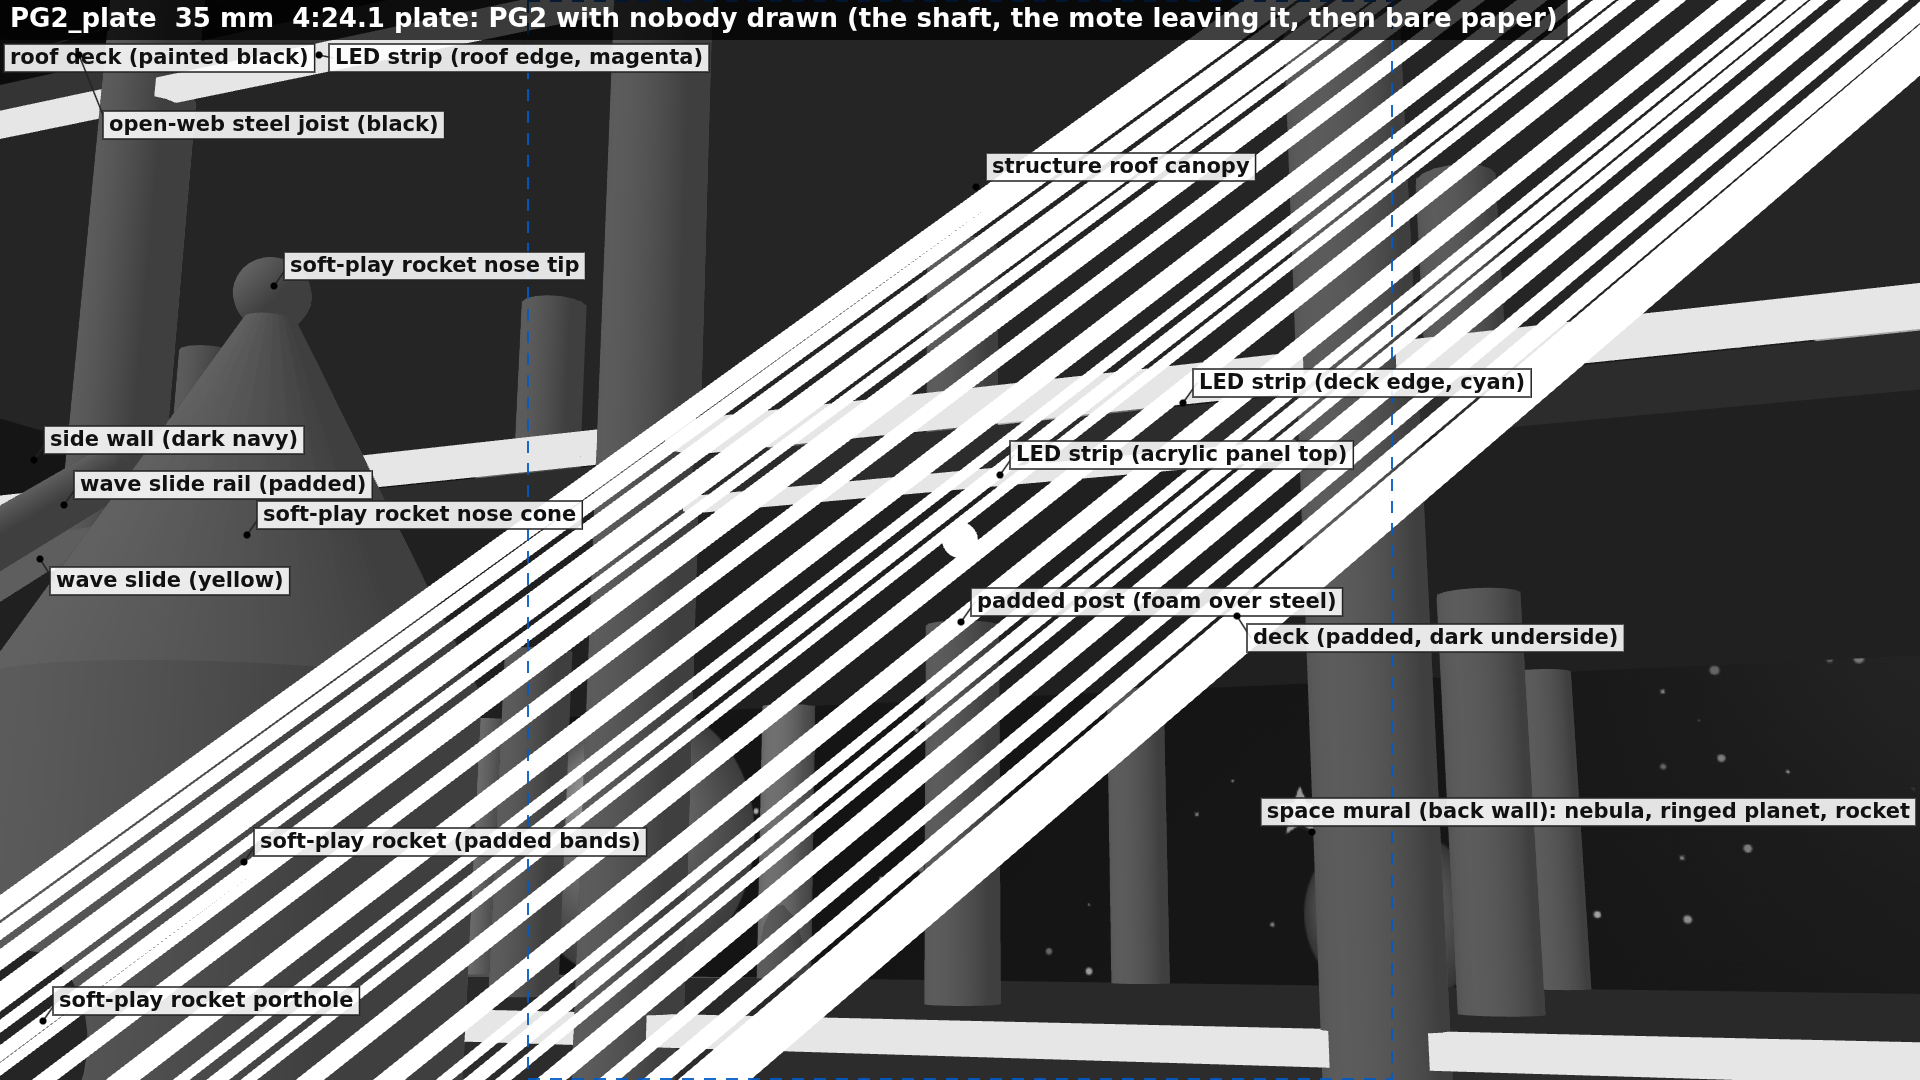 PG2_plate  35 mm  4:24.1 plate: PG2 with nobody drawn (the shaft, the mote leaving it, then bare paper)
roof deck (painted black)
LED strip (roof edge, magenta)
open-web steel joist (black)
structure roof canopy
soft-play rocket nose tip
LED strip (deck edge, cyan)
side wall (dark navy)
LED strip (acrylic panel top)
wave slide rail (padded)
soft-play rocket nose cone
wave slide (yellow)
padded post (foam over steel)
deck (padded, dark underside)
space mural (back wall): nebula, ringed planet, rocket
soft-play rocket (padded bands)
soft-play rocket porthole